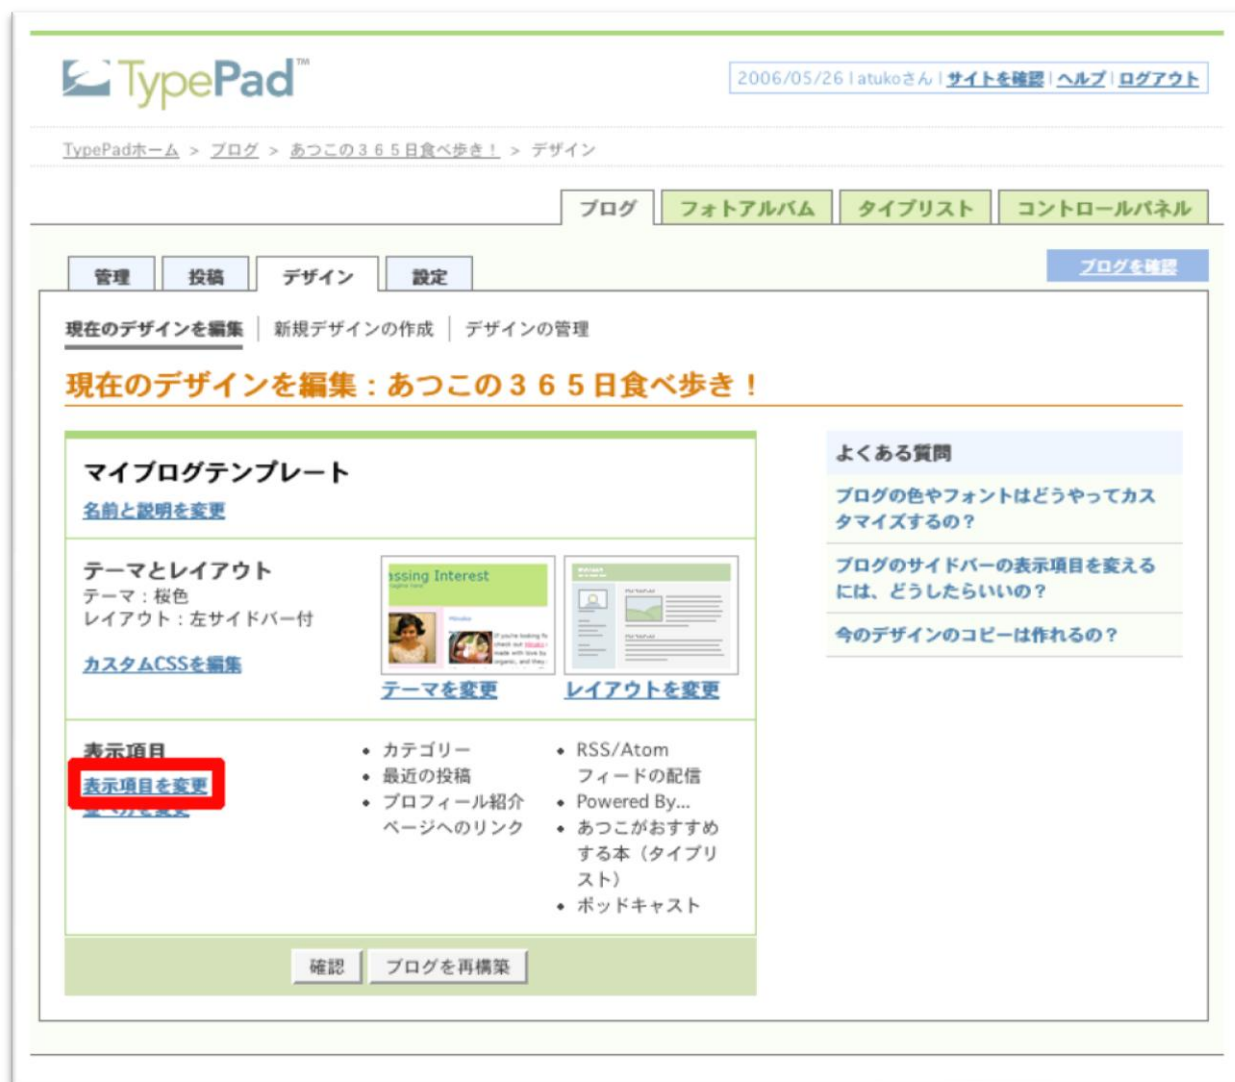 TypePad™
2006/05/26 | atukoさん | サイトを確認 | ヘルプ | ログアウト
TypePadホーム > ブログ > あつこの３６５日食べ歩き！ > デザイン
ブログ フォトアルバム タイプリスト コントロールパネル
管理 投稿 デザイン 設定
ブログを確認
現在のデザインを編集 | 新規デザインの作成 | デザインの管理
現在のデザインを編集：あつこの３６５日食べ歩き！
マイブログテンプレート
名前と説明を変更
テーマとレイアウト
テーマ：桜色
レイアウト：左サイドバー付
カスタムCSSを編集
assing Interest
テーマを変更
レイアウトを変更
表示項目
表示項目を変更
並べ方を変更
• カテゴリー
• 最近の投稿
• プロフィール紹介
ページへのリンク
• RSS/Atom
フィードの配信
• Powered By...
• あつこがおすすめ
する本（タイプリ
スト）
• ポッドキャスト
確認
ブログを再構築
よくある質問
ブログの色やフォントはどうやってカス
タマイズするの？
ブログのサイドバーの表示項目を変える
には、どうしたらいいの？
今のデザインのコピーは作れるの？